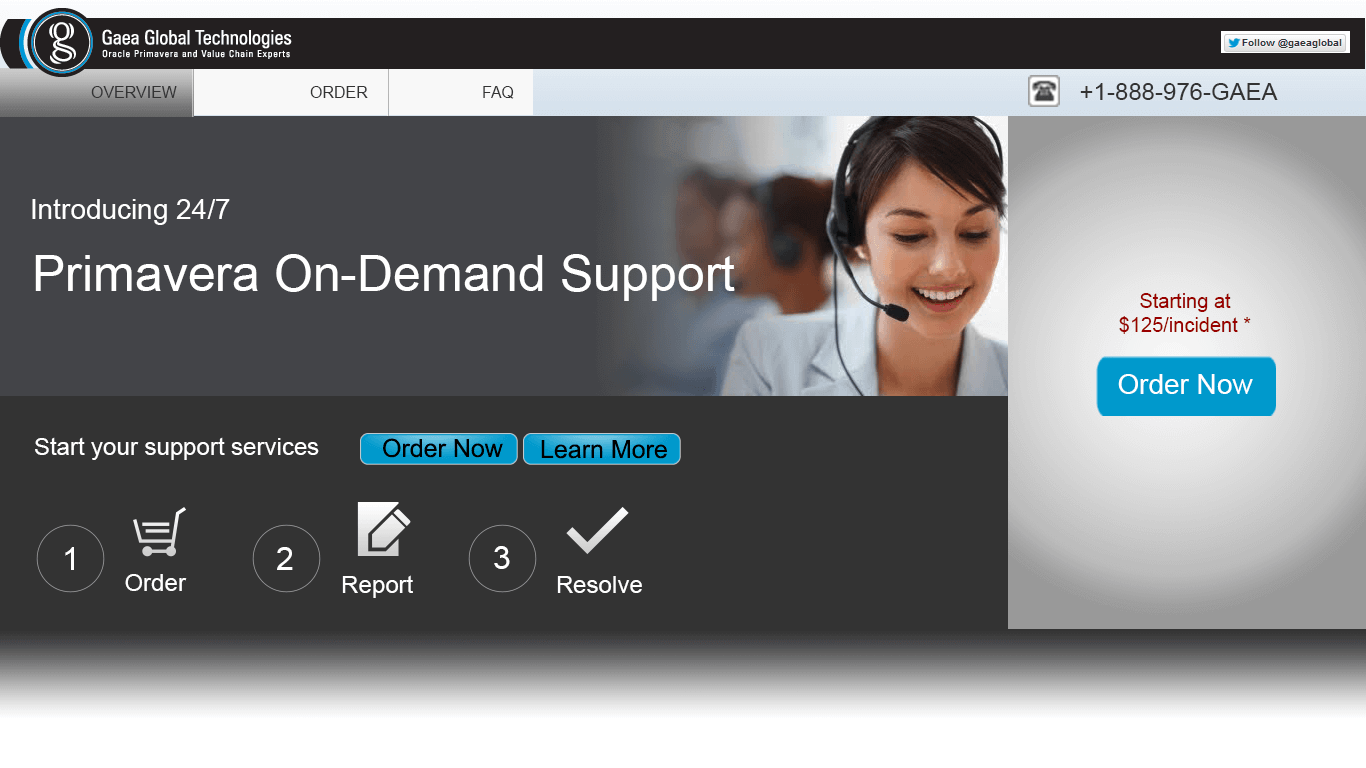 Gaea Global Technologies
Oracle Primavera and Value Chain Experts
Follow @gaeaglobal
OVERVIEW
ORDER
FAQ
+1-888-976-GAEA
Introducing 24/7
Primavera On-Demand Support
Starting at
$125/incident *
Order Now
Start your support services
Order Now
Learn More
1
Order
2
Report
3
Resolve